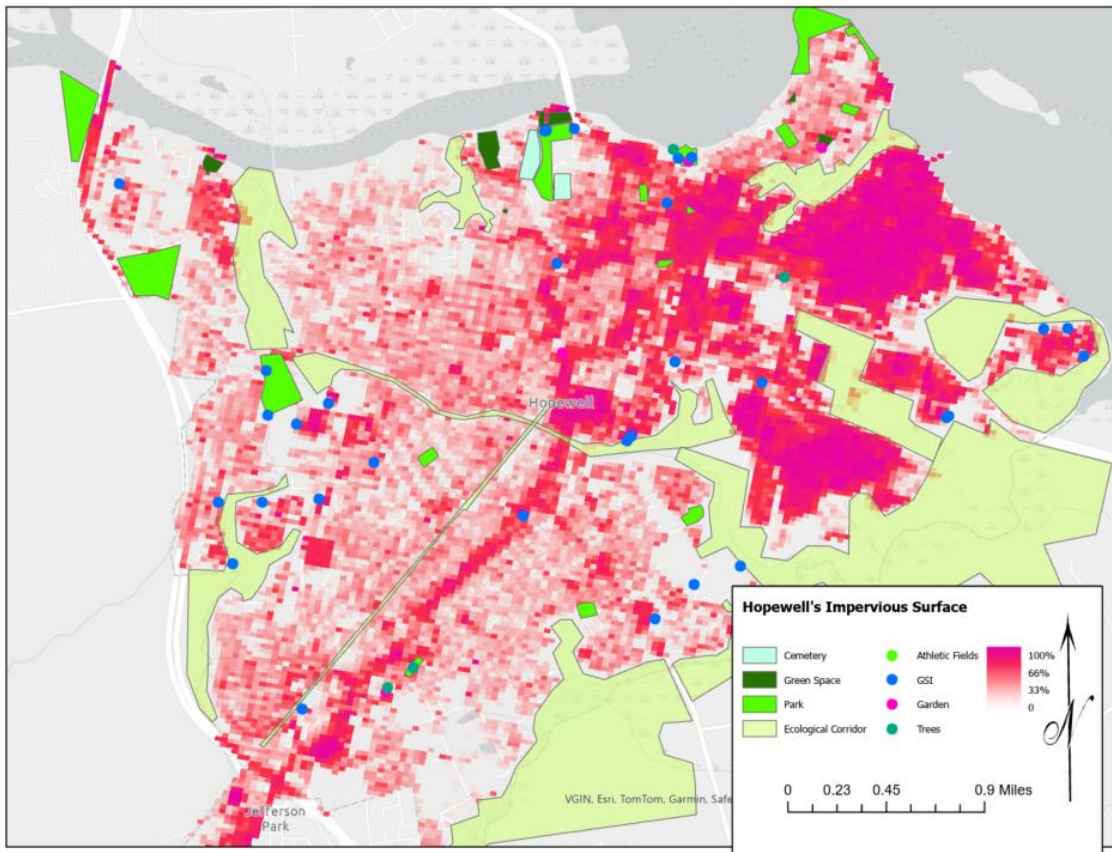 Hopewell
Jefferson
Park
VGIN, Esri, TomTom, Garmin, Safe
Hopewell's Impervious Surface
Cemetery
Green Space
Park
Ecological Corridor
Athletic Fields
GSI
Garden
Trees
100%
66%
33%
0
N
0 0.23 0.45 0.9 Miles